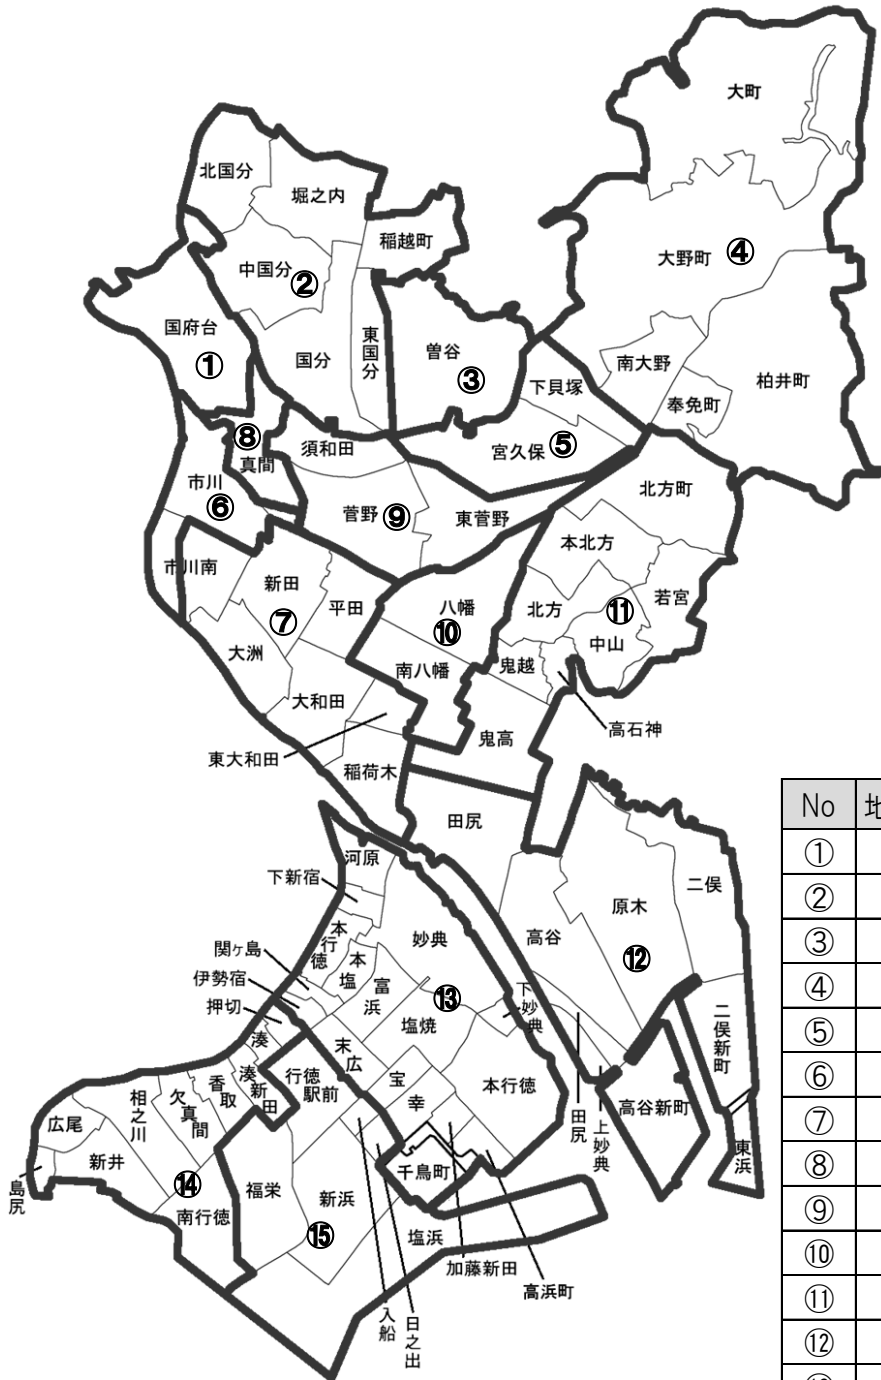 大町
北国分
堀之内
稲越町
大野町
④
中国分
②
国府台
①
国分
東国分
曽谷
③
南大野
柏井町
下貝塚
奉免町
⑧
真間
須和田
宮久保
⑤
市川
⑥
菅野
⑨
東菅野
北方町
本北方
市川南
新田
⑦
平田
八幡
⑩
北方
⑪
若宮
中山
大洲
南八幡
鬼越
大和田
高石神
東大和田
鬼高
稲荷木
田尻
河原
下新宿
二俣
原木
⑫
高谷
本行徳
妙典
関ヶ島
本塩
伊勢宿
富浜
⑬
下妙典
押切
塩焼
湊
末広
二俣新町
湊新田
行徳駅前
宝
本行徳
香取
幸
田尻
上妙典
高谷新町
欠真間
相之川
広尾
東浜
新井
島尻
⑭
南行徳
福栄
新浜
⑮
千鳥町
塩浜
加藤新田
高浜町
入船
日之出
No 地
①
②
③
④
⑤
⑥
⑦
⑧
⑨
⑩
⑪
⑫